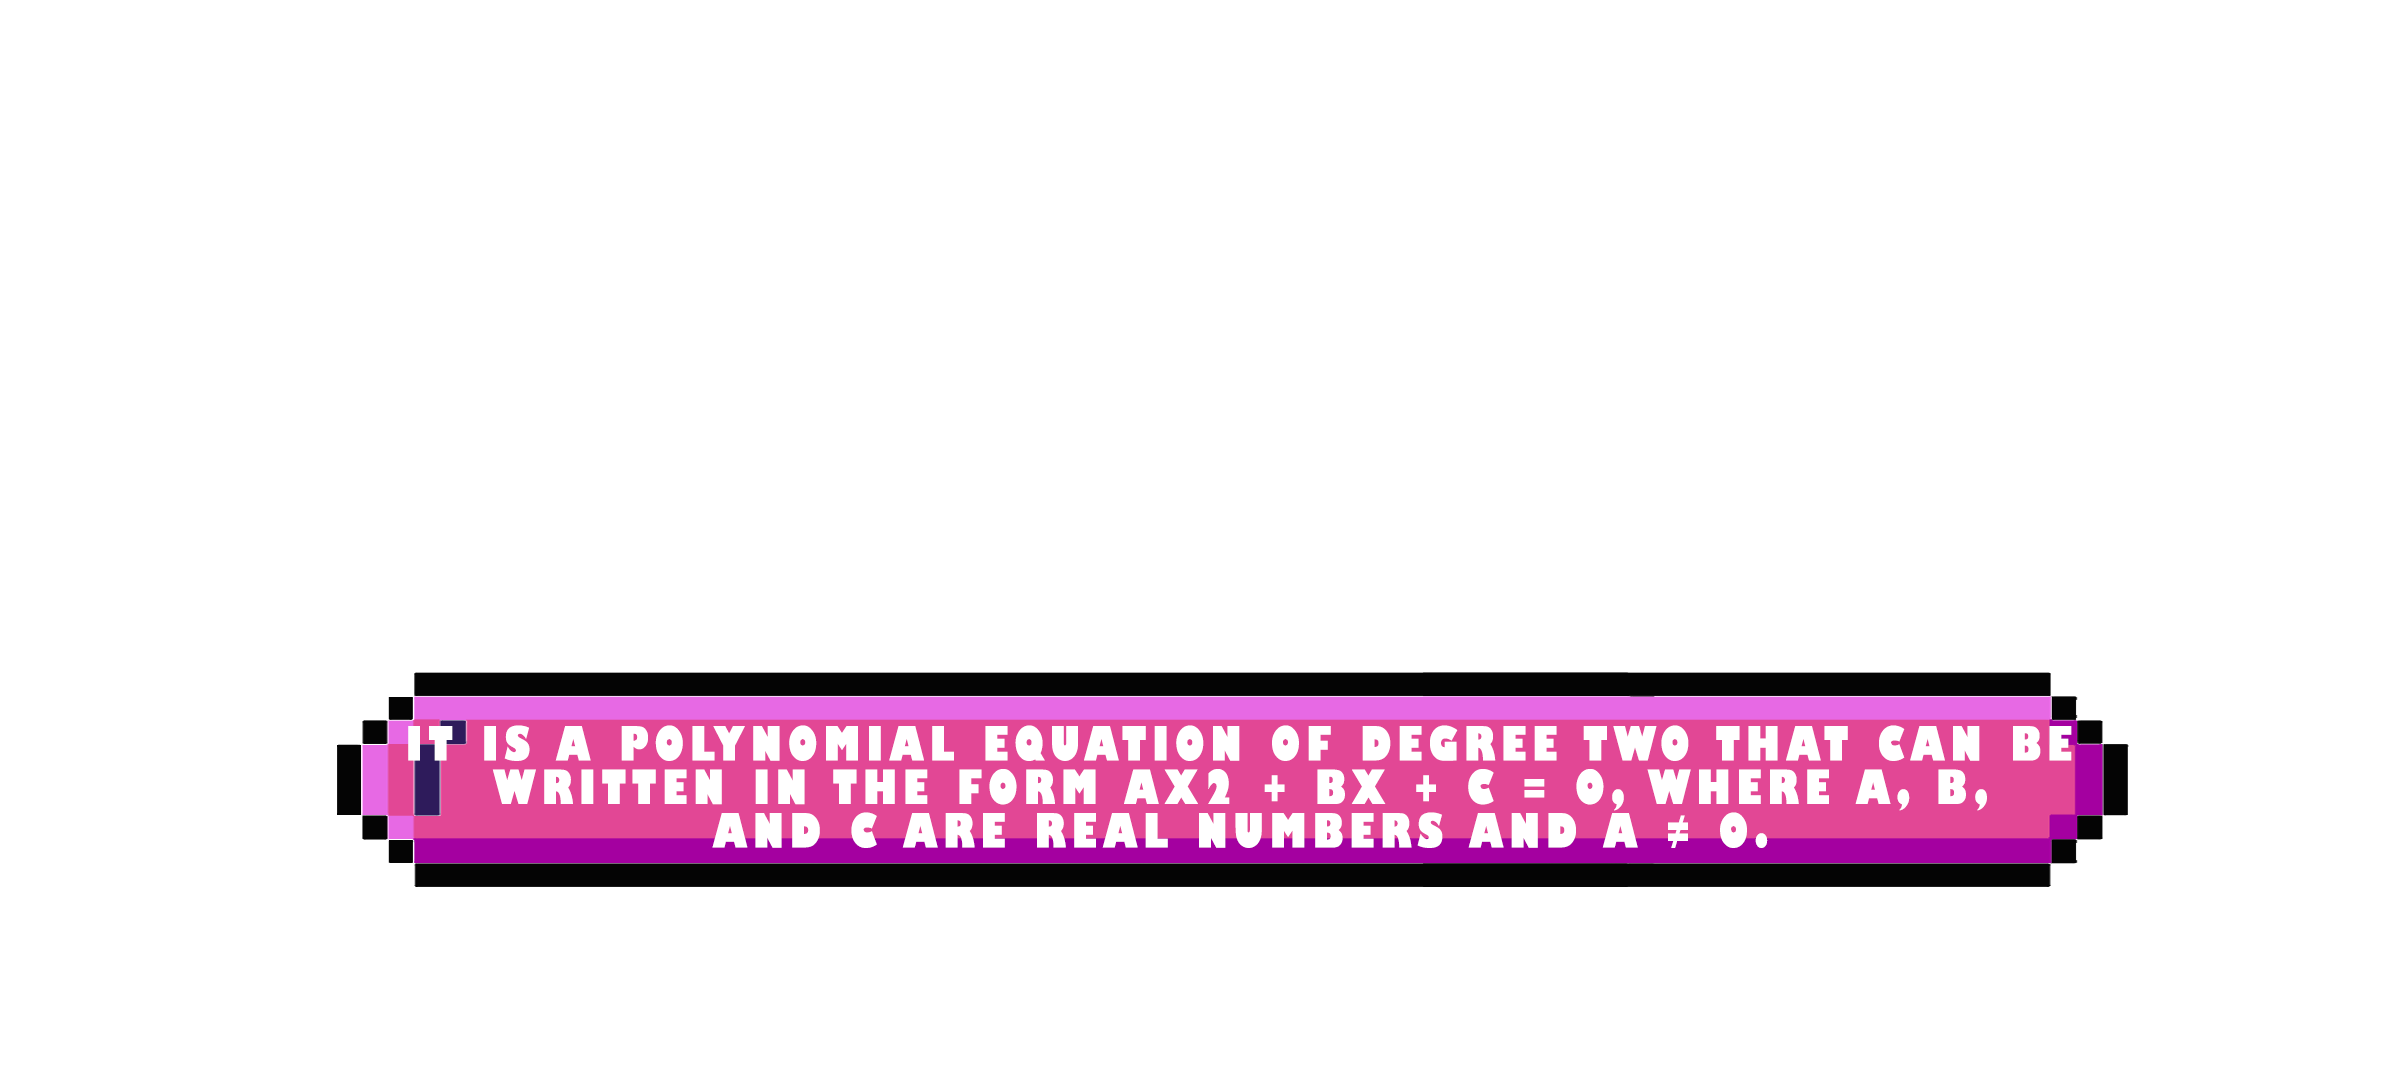 IT IS A POLYNOMIAL EQUATION OF DEGREE TWO THAT CAN BE
WRITTEN IN THE FORM AX2 + BX + C = 0, WHERE A, B,
AND C ARE REAL NUMBERS AND A ≠ 0.